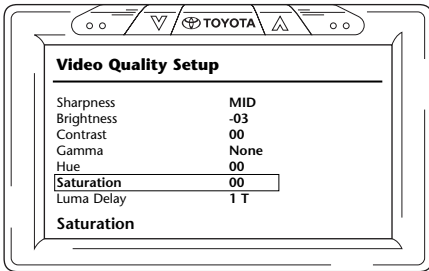 TOYOTA
Video Quality Setup
Sharpness MID
Brightness -03
Contrast 00
Gamma None
Hue 00
Saturation 00
Luma Delay 1 T
Saturation